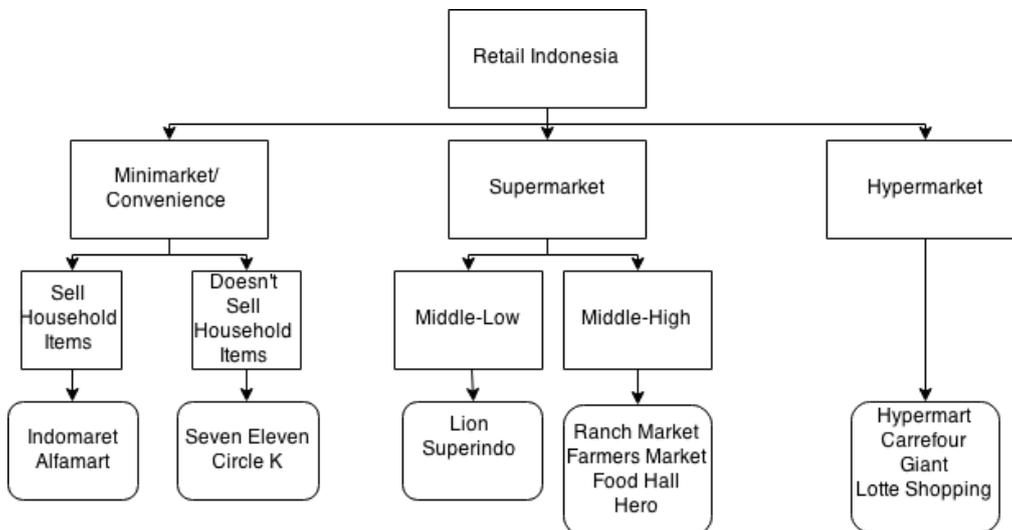 Retail Indonesia
Minimarket/
Convenience
Supermarket
Hypermarket
Sell
Household
Items
Doesn't
Sell
Household
Items
Middle-Low
Middle-High
Indomaret
Alfamart
Seven Eleven
Circle K
Lion
Superindo
Ranch Market
Farmers Market
Food Hall
Hero
Hypermart
Carrefour
Giant
Lotte Shopping